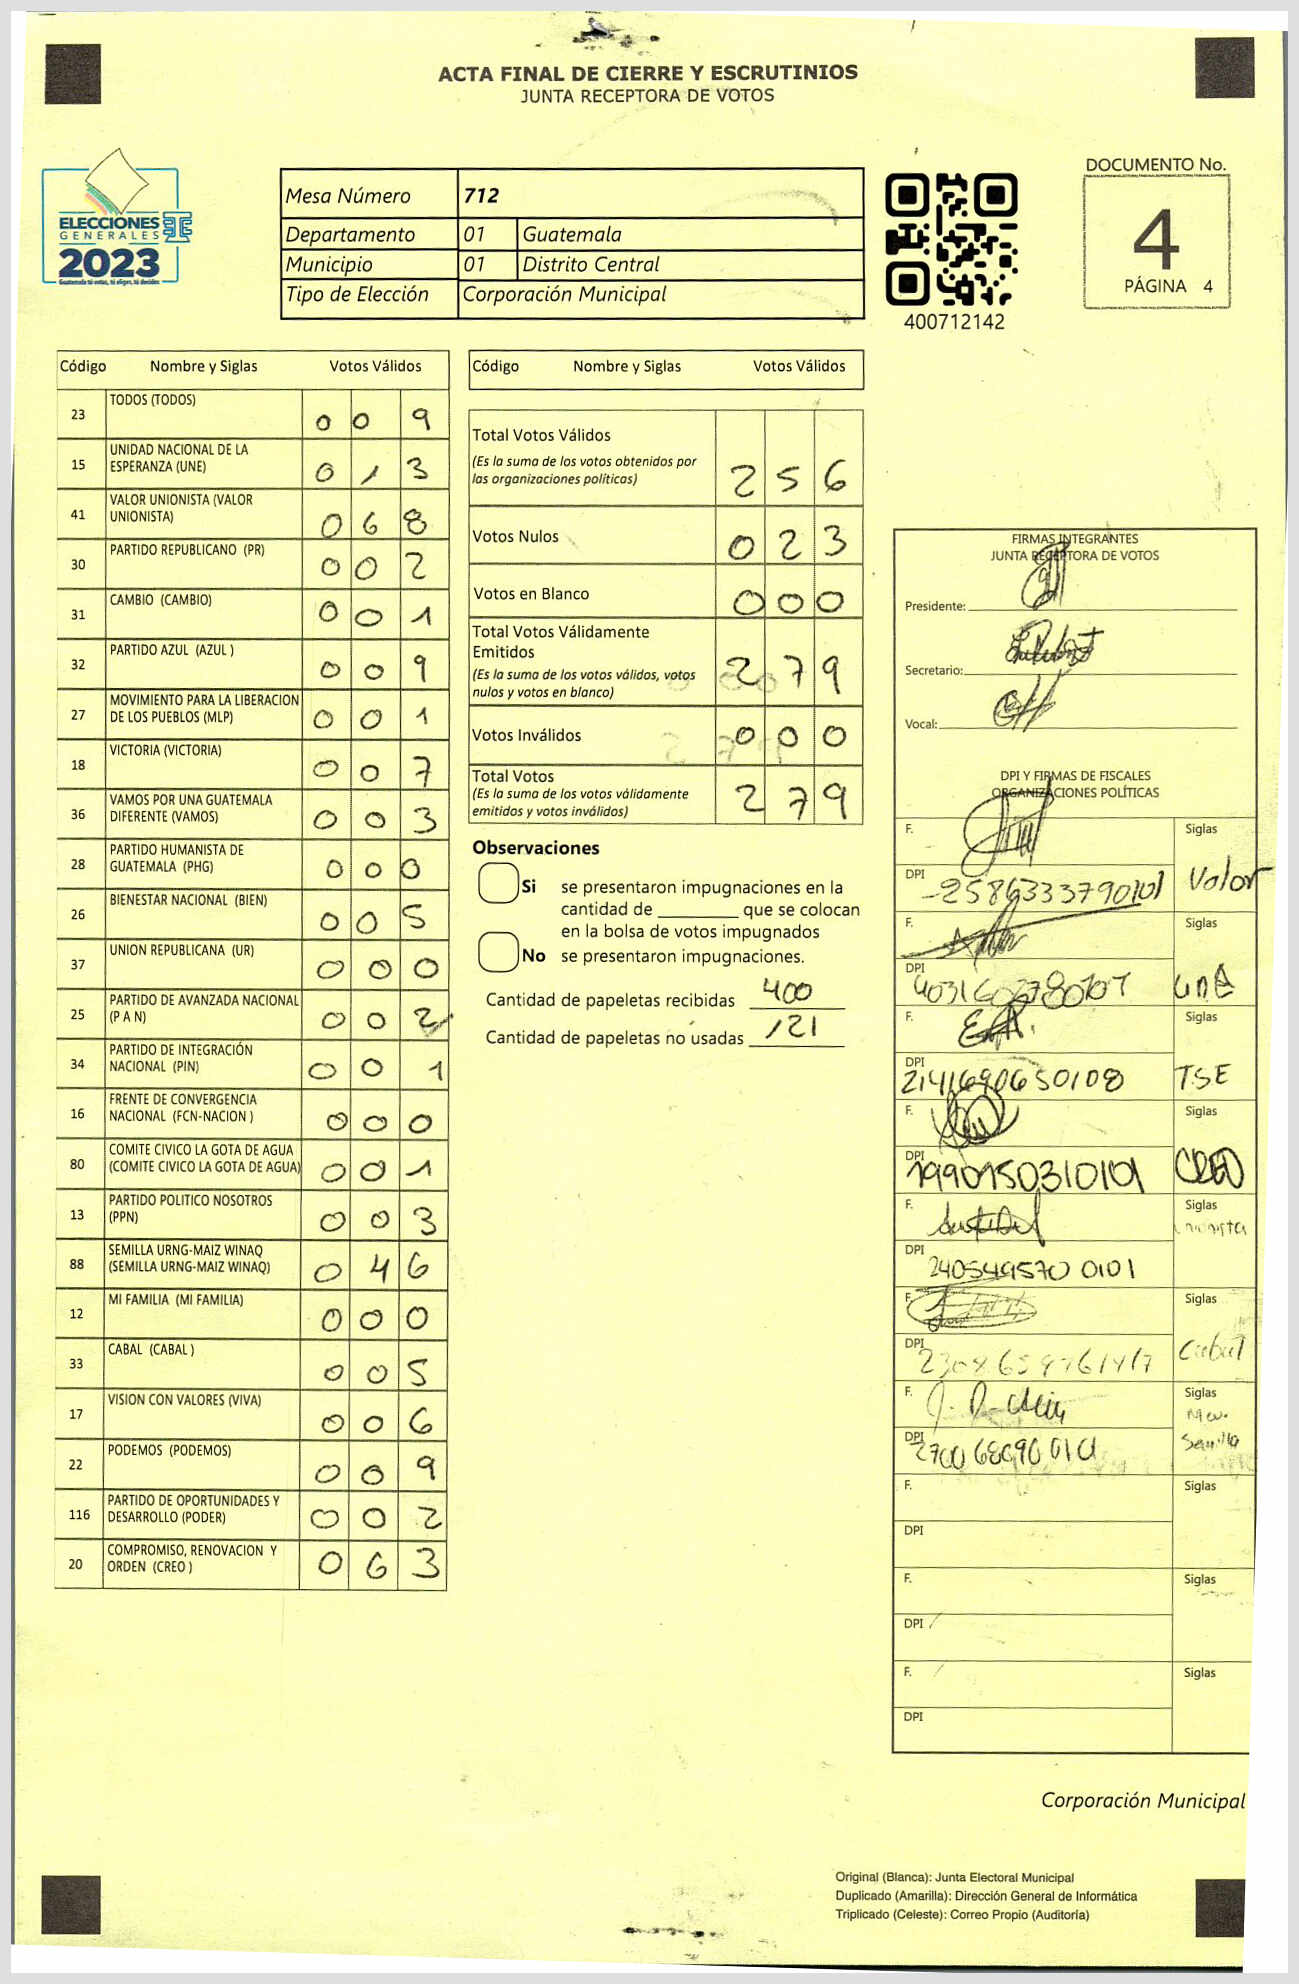 ACTA FINAL DE CIERRE Y ESCRUTINIOS
JUNTA RECEPTORA DE VOTOS
ELECCIONES
GENERALES
2023
Guatemala tú votas, tú eliges, tú decides
Mesa Número 712
Departamento 01 Guatemala
Municipio 01 Distrito Central
Tipo de Elección Corporación Municipal
400712142
DOCUMENTO No.
4
PÁGINA 4
Código Nombre y Siglas Votos Válidos
23 TODOS (TODOS) 0 0 9
15 UNIDAD NACIONAL DE LA
ESPERANZA (UNE) 0 1 3
41 VALOR UNIONISTA (VALOR
UNIONISTA) 0 6 8
30 PARTIDO REPUBLICANO (PR) 0 0 2
31 CAMBIO (CAMBIO) 0 0 1
32 PARTIDO AZUL (AZUL ) 0 0 9
27 MOVIMIENTO PARA LA LIBERACION
DE LOS PUEBLOS (MLP) 0 0 1
18 VICTORIA (VICTORIA) 0 0 7
36 VAMOS POR UNA GUATEMALA
DIFERENTE (VAMOS) 0 0 3
28 PARTIDO HUMANISTA DE
GUATEMALA (PHG) 0 0 0
26 BIENESTAR NACIONAL (BIEN) 0 0 5
37 UNION REPUBLICANA (UR) 0 0 0
25 PARTIDO DE AVANZADA NACIONAL
(P A N) 0 0 2
34 PARTIDO DE INTEGRACIÓN
NACIONAL (PIN) 0 0 1
16 FRENTE DE CONVERGENCIA
NACIONAL (FCN-NACION ) 0 0 0
80 COMITE CIVICO LA GOTA DE AGUA
(COMITE CIVICO LA GOTA DE AGUA) 0 0 1
13 PARTIDO POLITICO NOSOTROS
(PPN) 0 0 3
88 SEMILLA URNG-MAIZ WINAQ
(SEMILLA URNG-MAIZ WINAQ) 0 4 6
12 MI FAMILIA (MI FAMILIA) 0 0 0
33 CABAL (CABAL ) 0 0 5
17 VISION CON VALORES (VIVA) 0 0 6
22 PODEMOS (PODEMOS) 0 0 9
116 PARTIDO DE OPORTUNIDADES Y
DESARROLLO (PODER) 0 0 2
20 COMPROMISO, RENOVACION Y
ORDEN (CREO ) 0 6 3
Código Nombre y Siglas Votos Válidos
Total Votos Válidos
(Es la suma de los votos obtenidos por
las organizaciones políticas) 2 5 6
Votos Nulos 0 2 3
Votos en Blanco 0 0 0
Total Votos Válidamente
Emitidos
(Es la suma de los votos válidos, votos
nulos y votos en blanco) 2 7 9
Votos Inválidos 0 0 0
Total Votos
(Es la suma de los votos válidamente
emitidos y votos inválidos) 2 7 9
Observaciones
Si se presentaron impugnaciones en la
cantidad de ________ que se colocan
en la bolsa de votos impugnados
No se presentaron impugnaciones.
Cantidad de papeletas recibidas 400
Cantidad de papeletas no usadas 121
FIRMAS INTEGRANTES
JUNTA RECEPTORA DE VOTOS
Presidente:
Secretario:
Vocal:
DPI Y FIRMAS DE FISCALES
ORGANIZACIONES POLÍTICAS
F. Siglas
DPI 2586333790101 Valor
F. Siglas
DPI UNE
F. Siglas
DPI 2141690650108 TSE
F. Siglas
DPI 1990150310101 CREO
F. Siglas
Unionista
DPI 240549570 0101
F. Siglas
DPI Cabal
F. Siglas
Semilla
DPI
F. Siglas
DPI
F. Siglas
DPI
F. Siglas
DPI
Corporación Municipal
Original (Blanca): Junta Electoral Municipal
Duplicado (Amarilla): Dirección General de Informática
Triplicado (Celeste): Correo Propio (Auditoría)